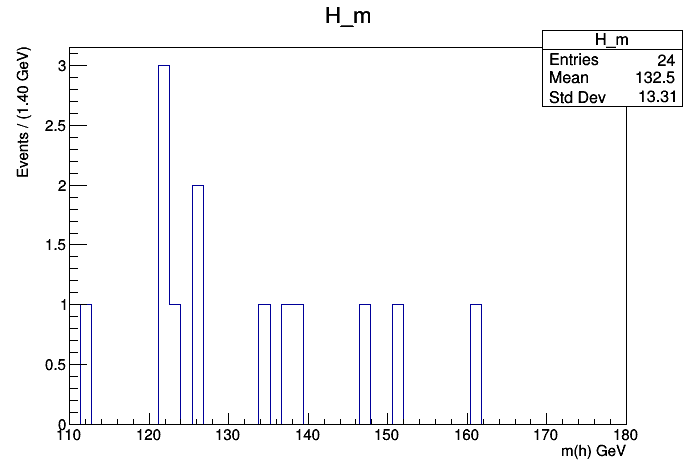 H_m
H_m
Entries 24
Mean 132.5
Std Dev 13.31
Events / (1.40 GeV)
3
2.5
2
1.5
1
0.5
0
110 120 130 140 150 160 170 180
m(h) GeV